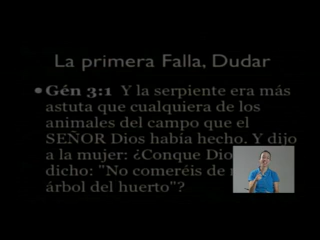 La primera Falla, Dudar
• Gén 3:1 Y la serpiente era más
astuta que cualquiera de los
animales del campo que el
SEÑOR Dios había hecho. Y dijo
a la mujer: ¿Conque Dio
dicho: "No comeréis de
árbol del huerto"?